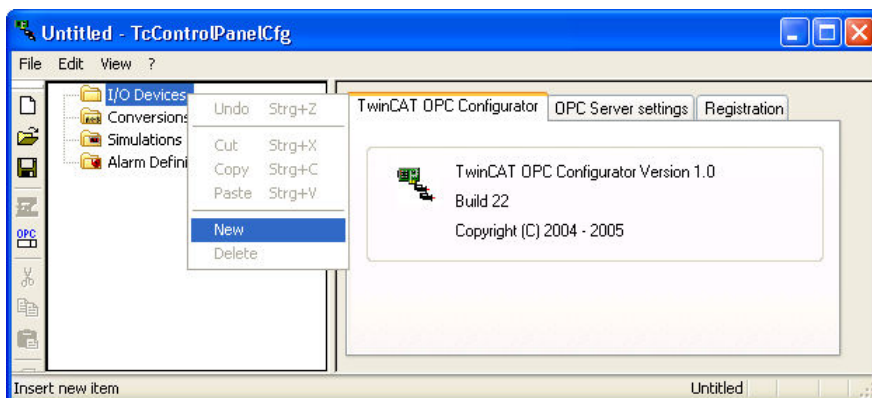 Untitled - TcControlPanelCfg
File Edit View ?
I/O Devices
Conversions
Simulations
Alarm Defini
OPC
Undo Strg+Z
Cut Strg+X
Copy Strg+C
Paste Strg+V
New
Delete
TwinCAT OPC Configurator OPC Server settings Registration
TwinCAT OPC Configurator Version 1.0
Build 22
Copyright (C) 2004 - 2005
Insert new item Untitled